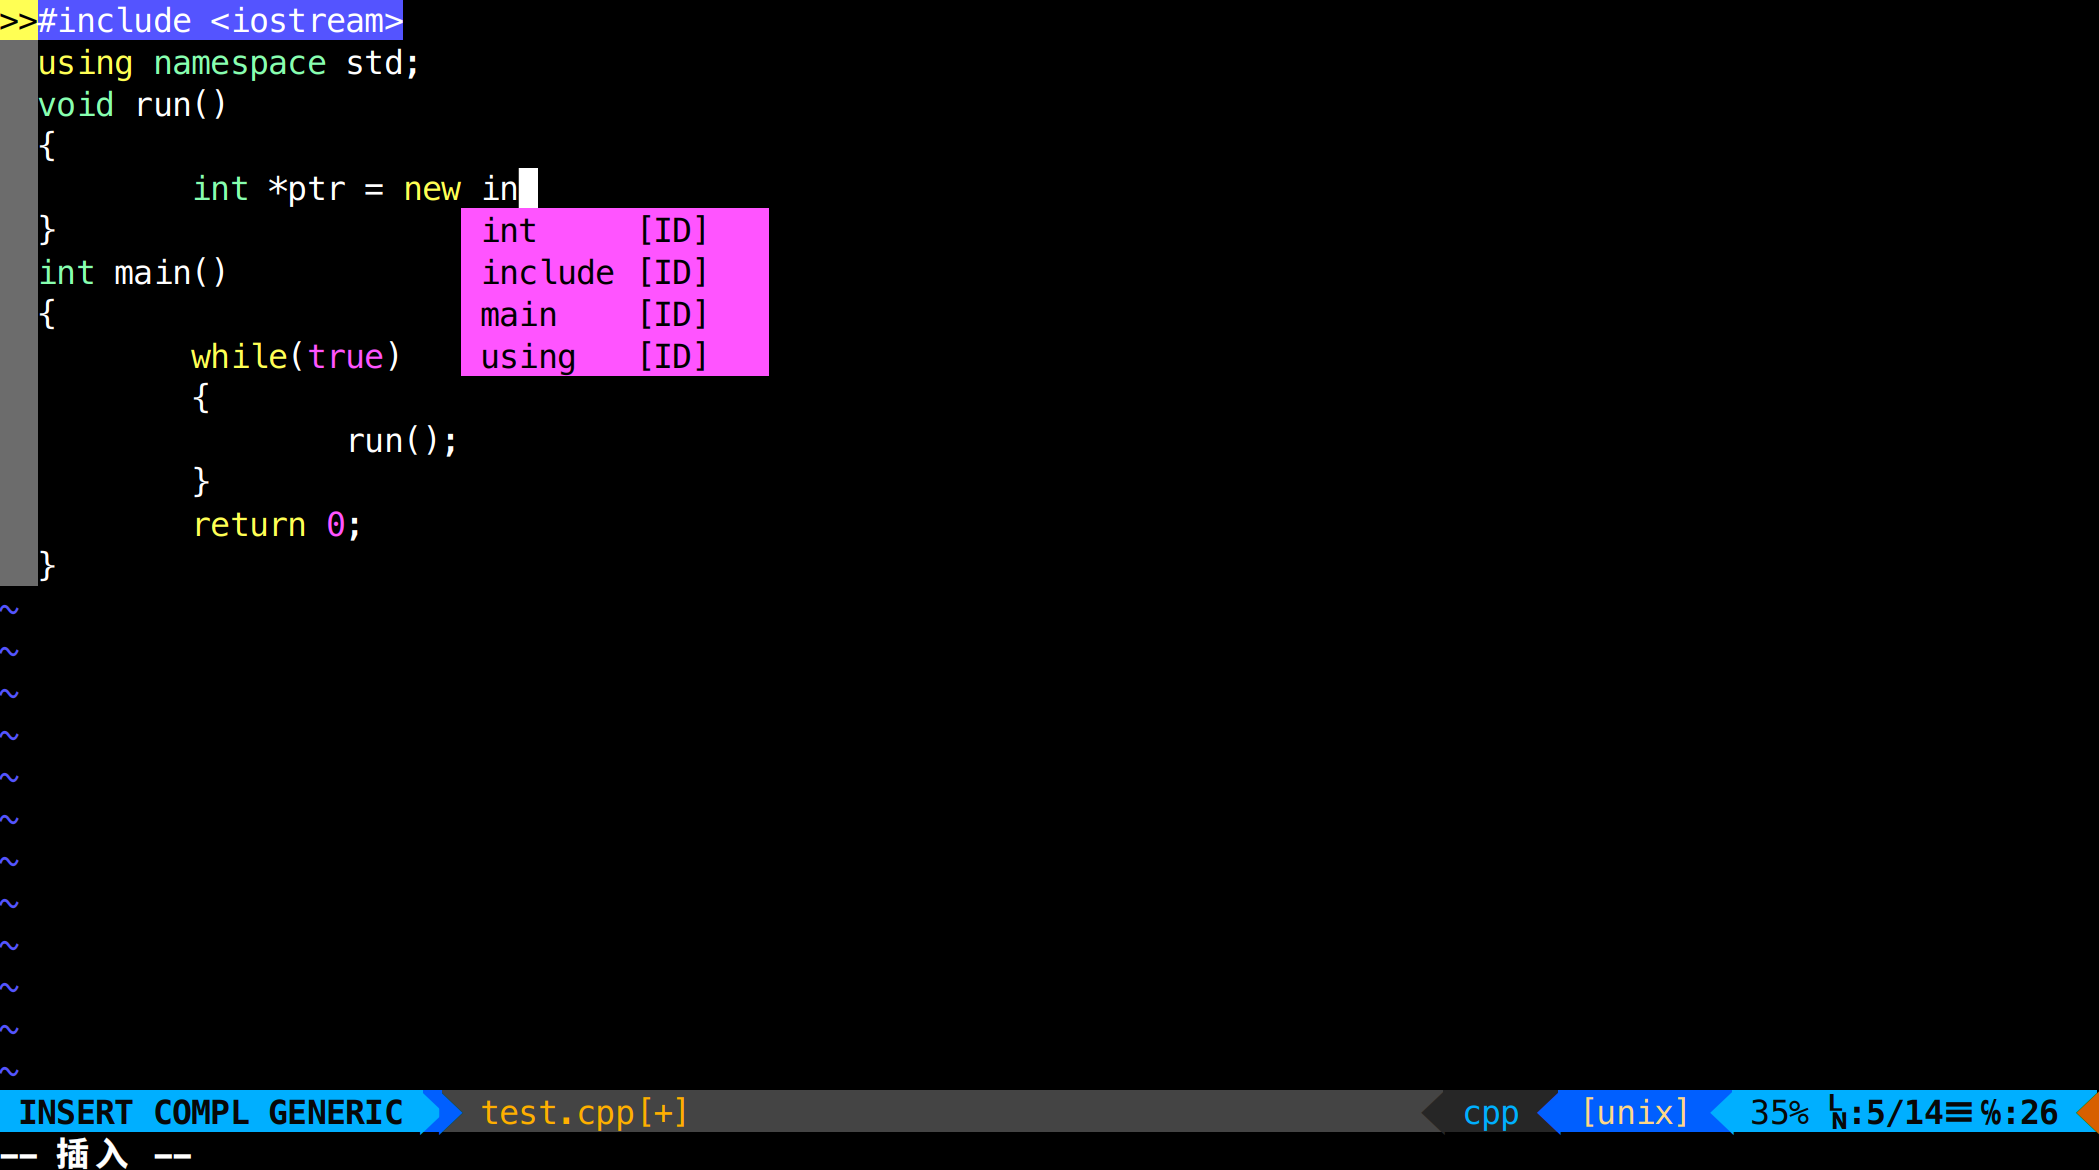 >>#include <iostream>
using namespace std;
void run()
{
int *ptr = new in
} int [ID]
int main() include [ID]
{ main [ID]
while(true) using [ID]
{
run();
}
return 0;
}
~
~
~
~
~
~
~
~
~
~
~
~
INSERT COMPL GENERIC test.cpp[+] cpp [unix] 35% ␊:5/14≡℅:26
-- 插入 --